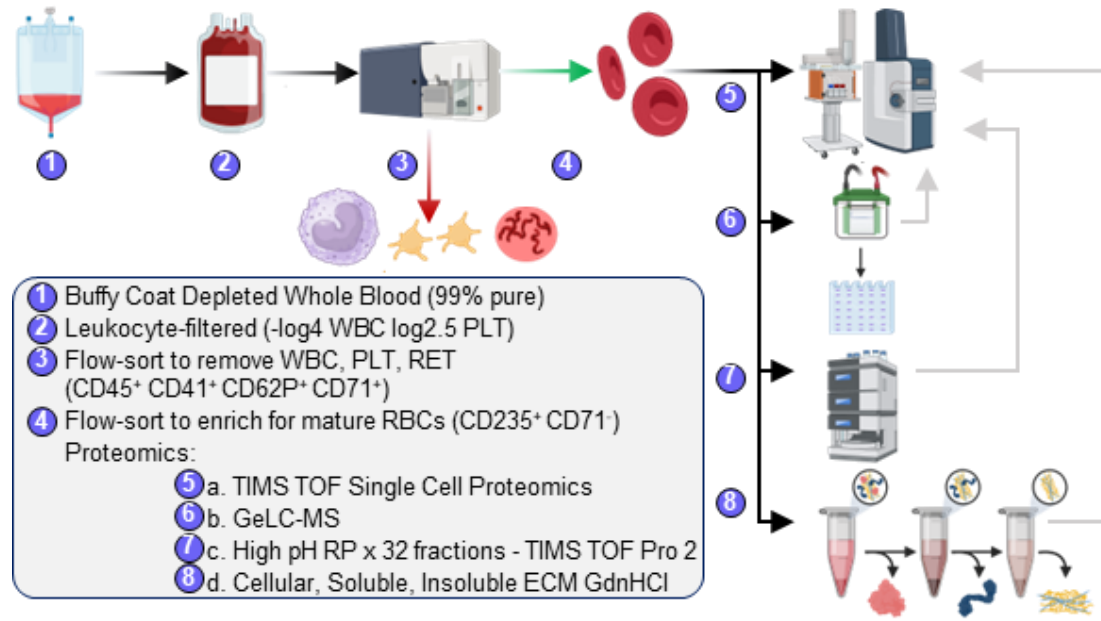 1
2
3
4
5
6
7
8
1 Buffy Coat Depleted Whole Blood (99% pure)
2 Leukocyte-filtered (-log4 WBC log2.5 PLT)
3 Flow-sort to remove WBC, PLT, RET
(CD45⁺ CD41⁺ CD62P⁺ CD71⁺)
4 Flow-sort to enrich for mature RBCs (CD235⁺ CD71⁻)
Proteomics:
5 a. TIMS TOF Single Cell Proteomics
6 b. GeLC-MS
7 c. High pH RP x 32 fractions - TIMS TOF Pro 2
8 d. Cellular, Soluble, Insoluble ECM GdnHCl